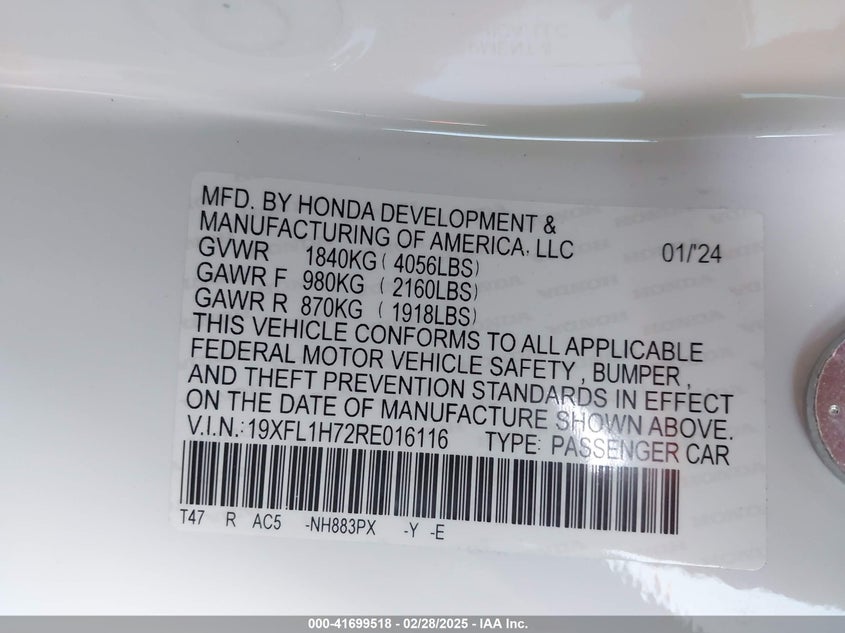 MFD. BY HONDA DEVELOPMENT &
MANUFACTURING OF AMERICA, LLC 01/'24
GVWR 1840KG ( 4056LBS)
GAWR F 980KG ( 2160LBS)
GAWR R 870KG ( 1918LBS)
THIS VEHICLE CONFORMS TO ALL APPLICABLE
FEDERAL MOTOR VEHICLE SAFETY , BUMPER ,
AND THEFT PREVENTION STANDARDS IN EFFECT
ON THE DATE OF MANUFACTURE SHOWN ABOVE.
V.I.N.:19XFL1H72RE016116 TYPE: PASSENGER CAR
T47 R AC5 -NH883PX -Y -E
000-41699518 - 02/28/2025 - IAA Inc.